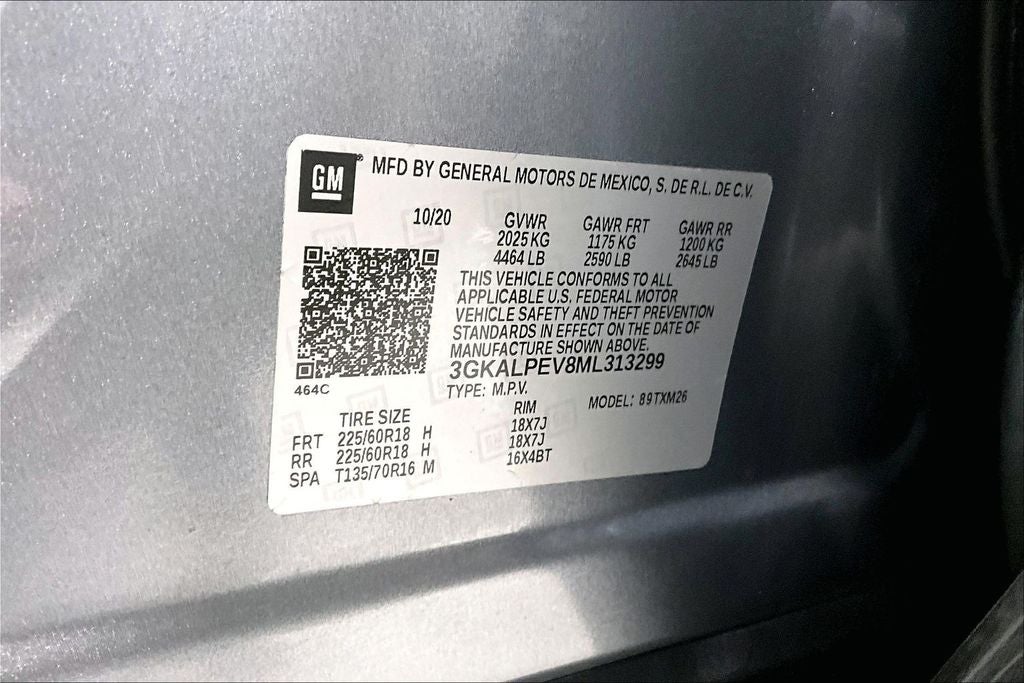 GM® MFD BY GENERAL MOTORS DE MEXICO, S. DE R.L. DE C.V.
10/20 GVWR GAWR FRT GAWR RR
2025 KG 1175 KG 1200 KG
4464 LB 2590 LB 2645 LB
THIS VEHICLE CONFORMS TO ALL
APPLICABLE U.S. FEDERAL MOTOR
VEHICLE SAFETY AND THEFT PREVENTION
STANDARDS IN EFFECT ON THE DATE OF
MANUFACTURE SHOWN ABOVE.
3GKALPEV8ML313299
464C TYPE: M.P.V. MODEL: 89TXM26
TIRE SIZE RIM
FRT 225/60R18 H 18X7J
RR 225/60R18 H 18X7J
SPA T135/70R16 M 16X4BT